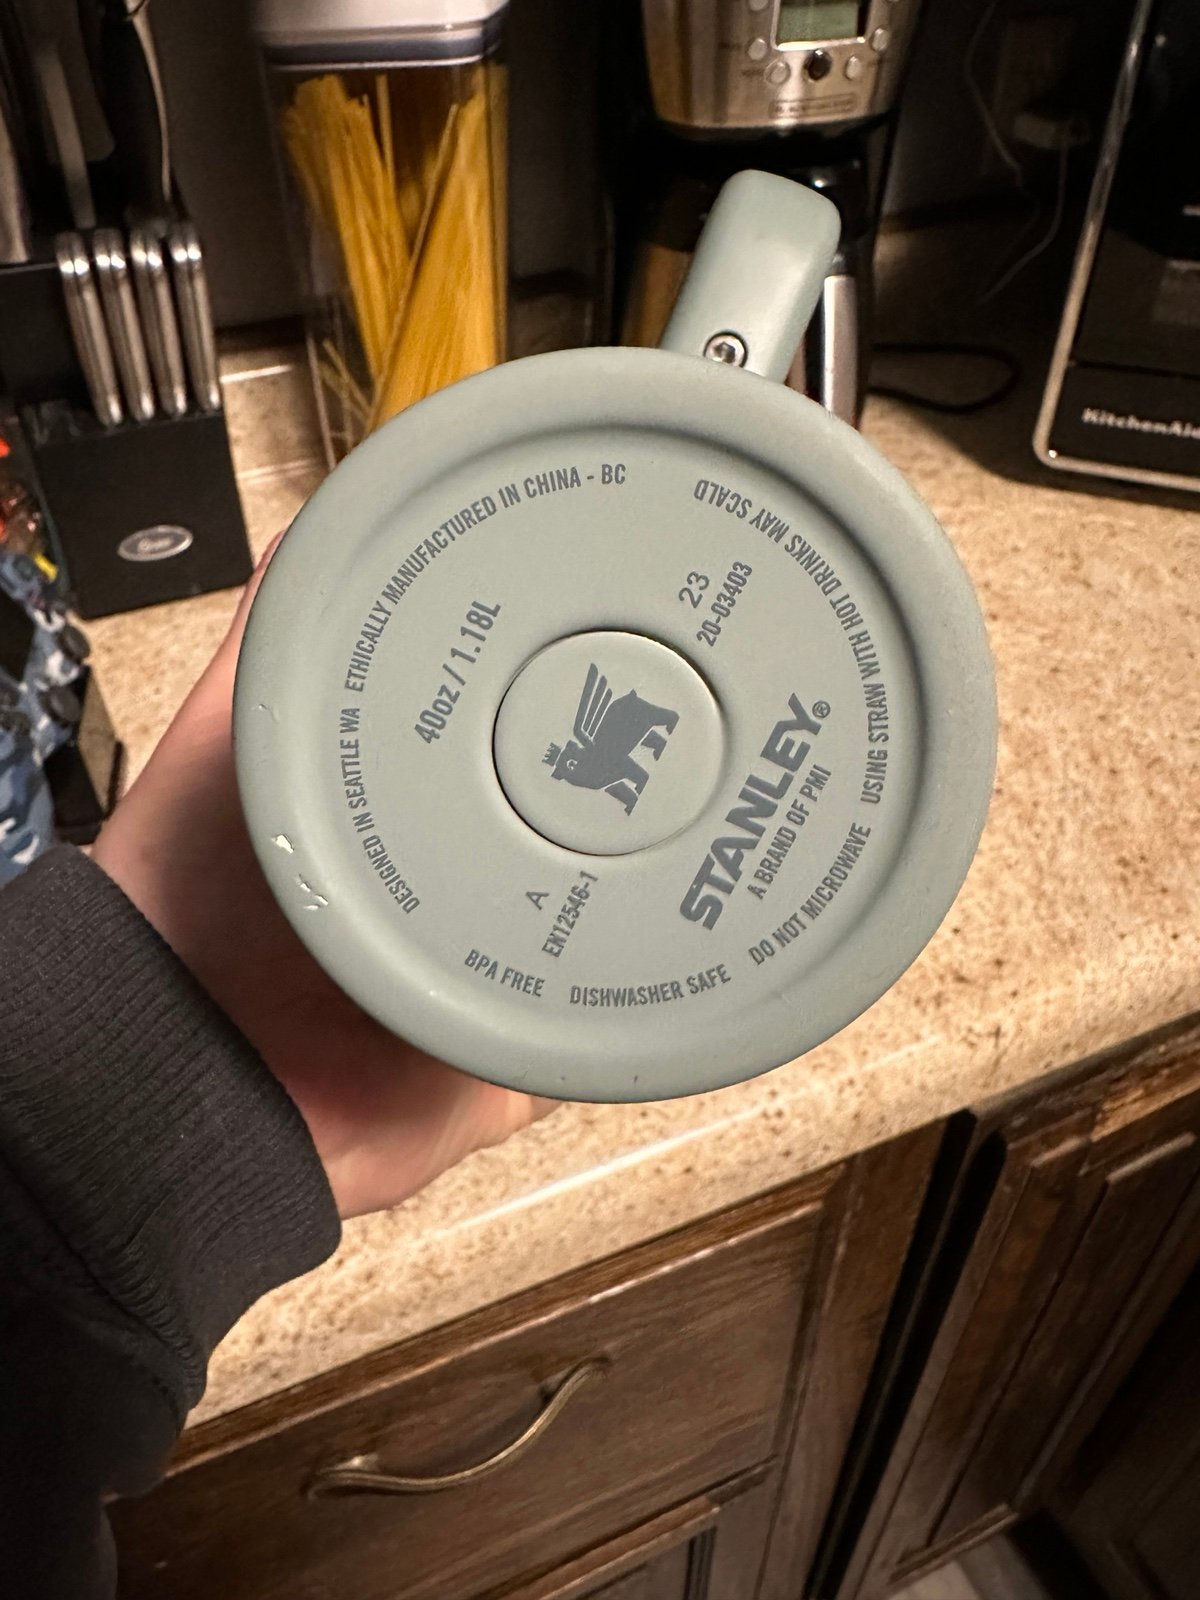 DESIGNED IN SEATTLE WA
ETHICALLY MANUFACTURED IN CHINA - BC
40oz / 1.18L
23
20-03403
STANLEY®
A BRAND OF PMI
A
EN12546-1
BPA FREE
DISHWASHER SAFE
DO NOT MICROWAVE
USING STRAW WITH HOT DRINKS MAY SCALD
KitchenAid